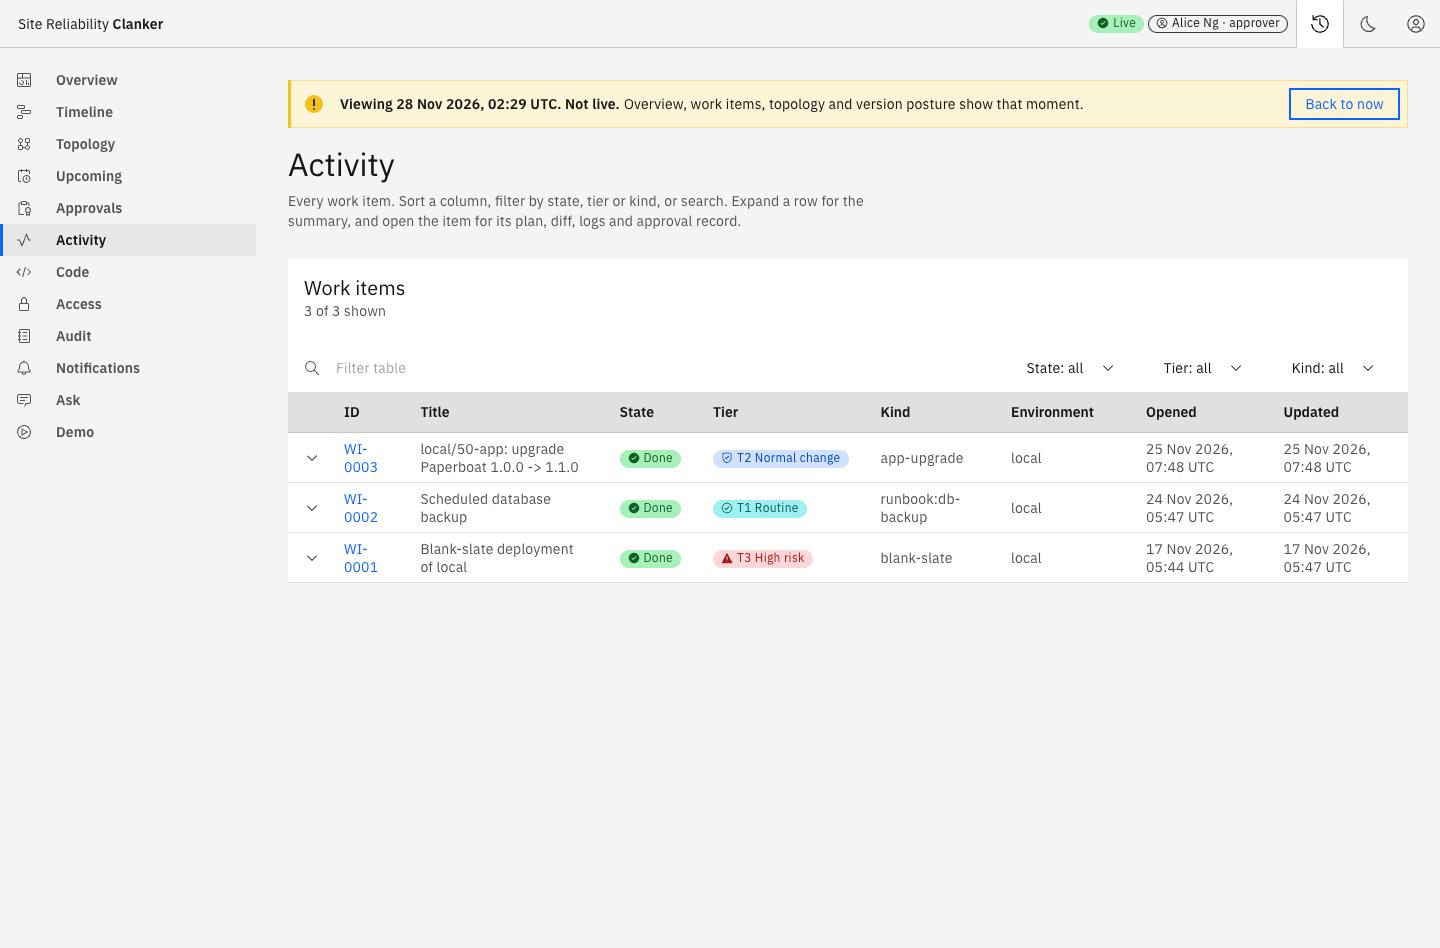 Site Reliability Clanker
Live
Alice Ng · approver
Overview
Timeline
Topology
Upcoming
Approvals
Activity
Code
Access
Audit
Notifications
Ask
Demo
Viewing 28 Nov 2026, 02:29 UTC. Not live. Overview, work items, topology and version posture show that moment.
Back to now
Activity
Every work item. Sort a column, filter by state, tier or kind, or search. Expand a row for the
summary, and open the item for its plan, diff, logs and approval record.
Work items
3 of 3 shown
Filter table
State: all
Tier: all
Kind: all
ID Title State Tier Kind Environment Opened Updated
WI-
0003
local/50-app: upgrade
Paperboat 1.0.0 -> 1.1.0
Done
T2 Normal change
app-upgrade
local
25 Nov 2026,
07:48 UTC
25 Nov 2026,
07:48 UTC
WI-
0002
Scheduled database
backup
Done
T1 Routine
runbook:db-
backup
local
24 Nov 2026,
05:47 UTC
24 Nov 2026,
05:47 UTC
WI-
0001
Blank-slate deployment
of local
Done
T3 High risk
blank-slate
local
17 Nov 2026,
05:44 UTC
17 Nov 2026,
05:47 UTC